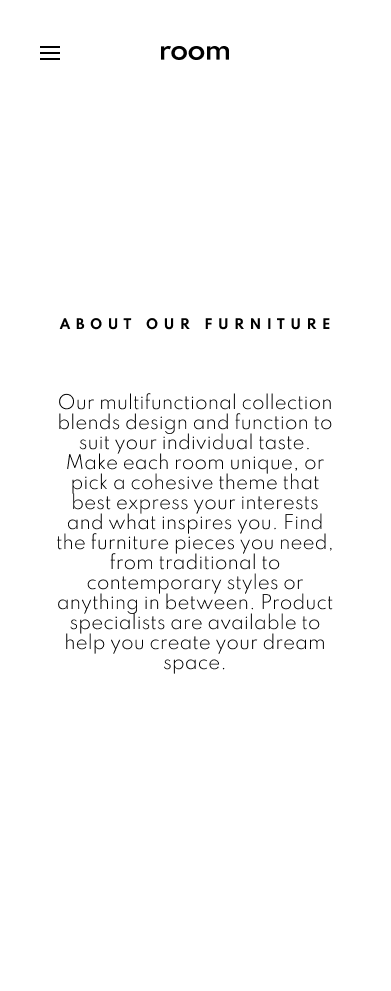 room
ABOUT OUR FURNITURE
Our multifunctional collection
blends design and function to
suit your individual taste.
Make each room unique, or
pick a cohesive theme that
best express your interests
and what inspires you. Find
the furniture pieces you need,
from traditional to
contemporary styles or
anything in between. Product
specialists are available to
help you create your dream
space.